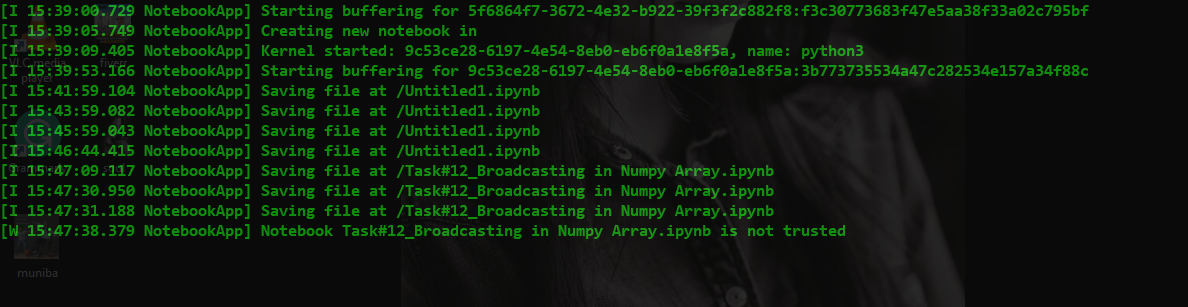 [I 15:39:00.729 NotebookApp] Starting buffering for 5f6864f7-3672-4e32-b922-39f3f2c882f8:f3c30773683f47e5aa38f33a02c795bf
[I 15:39:05.749 NotebookApp] Creating new notebook in
[I 15:39:09.405 NotebookApp] Kernel started: 9c53ce28-6197-4e54-8eb0-eb6f0a1e8f5a, name: python3
[I 15:39:53.166 NotebookApp] Starting buffering for 9c53ce28-6197-4e54-8eb0-eb6f0a1e8f5a:3b773735534a47c282534e157a34f88c
[I 15:41:59.104 NotebookApp] Saving file at /Untitled1.ipynb
[I 15:43:59.082 NotebookApp] Saving file at /Untitled1.ipynb
[I 15:45:59.043 NotebookApp] Saving file at /Untitled1.ipynb
[I 15:46:44.415 NotebookApp] Saving file at /Untitled1.ipynb
[I 15:47:09.117 NotebookApp] Saving file at /Task#12_Broadcasting in Numpy Array.ipynb
[I 15:47:30.950 NotebookApp] Saving file at /Task#12_Broadcasting in Numpy Array.ipynb
[I 15:47:31.188 NotebookApp] Saving file at /Task#12_Broadcasting in Numpy Array.ipynb
[W 15:47:38.379 NotebookApp] Notebook Task#12_Broadcasting in Numpy Array.ipynb is not trusted
VLC media
player
fiverr
muniba